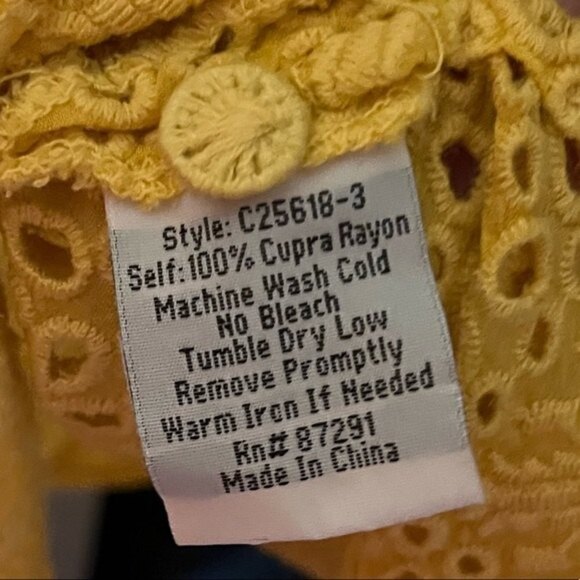 Style: C25618-3
Self:100% Cupra Rayon
Machine Wash Cold
No Bleach
Tumble Dry Low
Remove Promptly
Warm Iron If Needed
Rn# 87291
Made In China